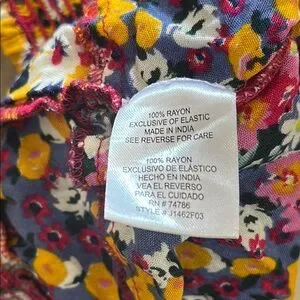 100% RAYON
EXCLUSIVE OF ELASTIC
MADE IN INDIA
SEE REVERSE FOR CARE
100% RAYON
EXCLUSIVO DE ELÁSTICO
HECHO EN INDIA
VEA EL REVERSO
PARA EL CUIDADO
RN # 74786
STYLE # J1462F03